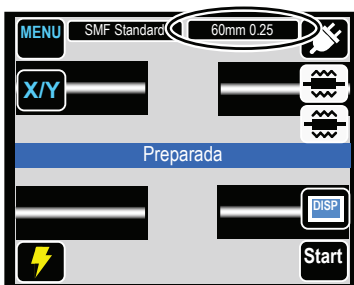 MENU SMF Standard 60mm 0.25
X/Y
Preparada
DISP
Start